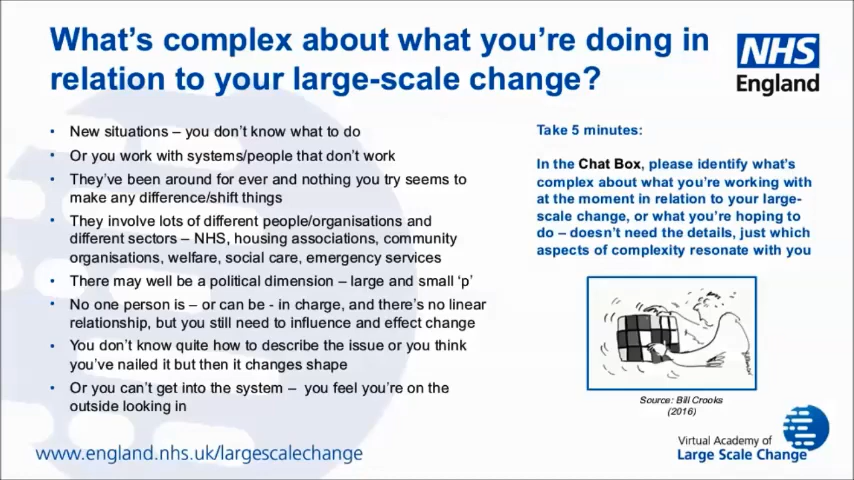 What's complex about what you're doing in
relation to your large-scale change?
NHS
England
• New situations – you don't know what to do
• Or you work with systems/people that don't work
• They've been around for ever and nothing you try seems to
make any difference/shift things
• They involve lots of different people/organisations and
different sectors – NHS, housing associations, community
organisations, welfare, social care, emergency services
• There may well be a political dimension – large and small 'p'
• No one person is – or can be - in charge, and there's no linear
relationship, but you still need to influence and effect change
• You don't know quite how to describe the issue or you think
you've nailed it but then it changes shape
• Or you can't get into the system – you feel you're on the
outside looking in
Take 5 minutes:
In the Chat Box, please identify what's
complex about what you're working with
at the moment in relation to your large-
scale change, or what you're hoping to
do – doesn't need the details, just which
aspects of complexity resonate with you
Source: Bill Crooks
(2016)
www.england.nhs.uk/largescalechange
Virtual Academy of
Large Scale Change